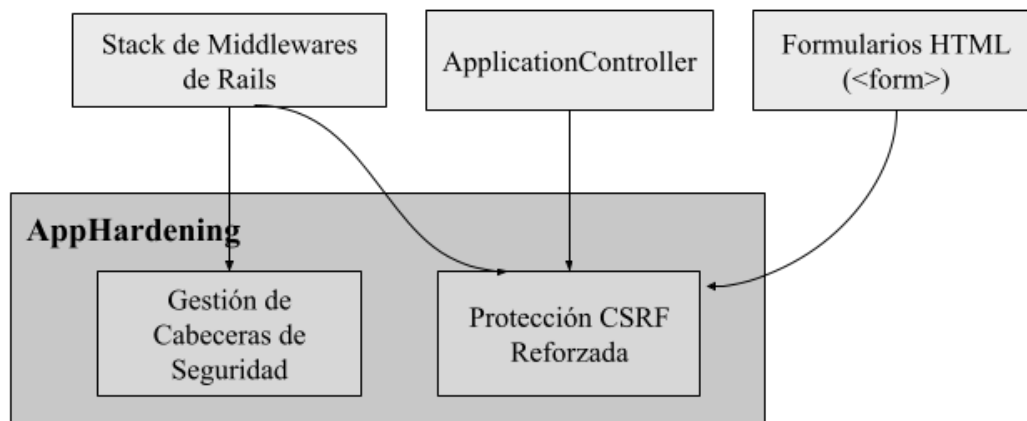 Stack de Middlewares
de Rails
ApplicationController
Formularios HTML
(<form>)
AppHardening
Gestión de
Cabeceras de
Seguridad
Protección CSRF
Reforzada